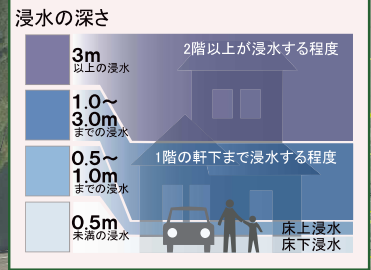 浸水の深さ
3m
以上の浸水
2階以上が浸水する程度
1.0～
3.0m
までの浸水
0.5～
1.0m
までの浸水
1階の軒下まで浸水する程度
0.5m
未満の浸水
床上浸水
床下浸水